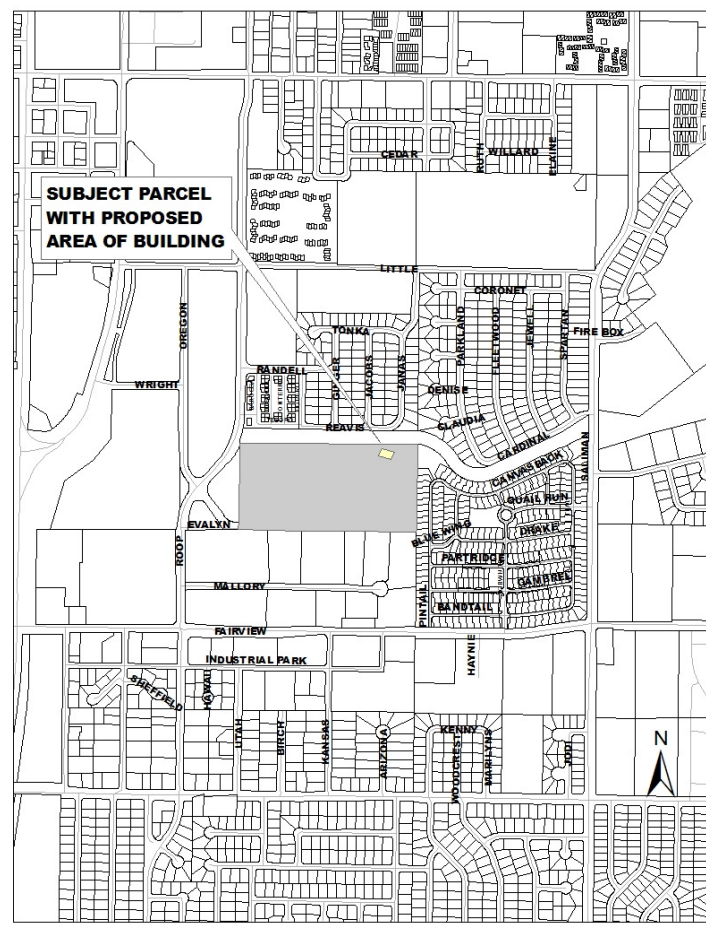 CEDAR
RUTH
WILLARD
ELAINE
SUBJECT PARCEL
WITH PROPOSED
AREA OF BUILDING
LITTLE
CORONET
OREGON
TONKA
PARKLAND
FLEETWOOD
JEWELL
SPARTAN
FIRE BOX
RANDELL
GINGER
JACOBS
JANAS
WRIGHT
DENISE
REAVIS
CLAUDIA
CARDINAL
SALIMAN
CANVAS BACK
QUAIL RUN
EVALYN
BLUE WING
DRAKE
ROOP
PARTRIDGE
MALLORY
GAMBREL
PINTAIL
BANDTAIL
FAIRVIEW
HAYNIE
INDUSTRIAL PARK
SHEFFIELD
HAWAII
UTAH
BIRCH
KANSAS
ARIZONA
KENNY
WOODCREST
MARILYNS
JODI
N